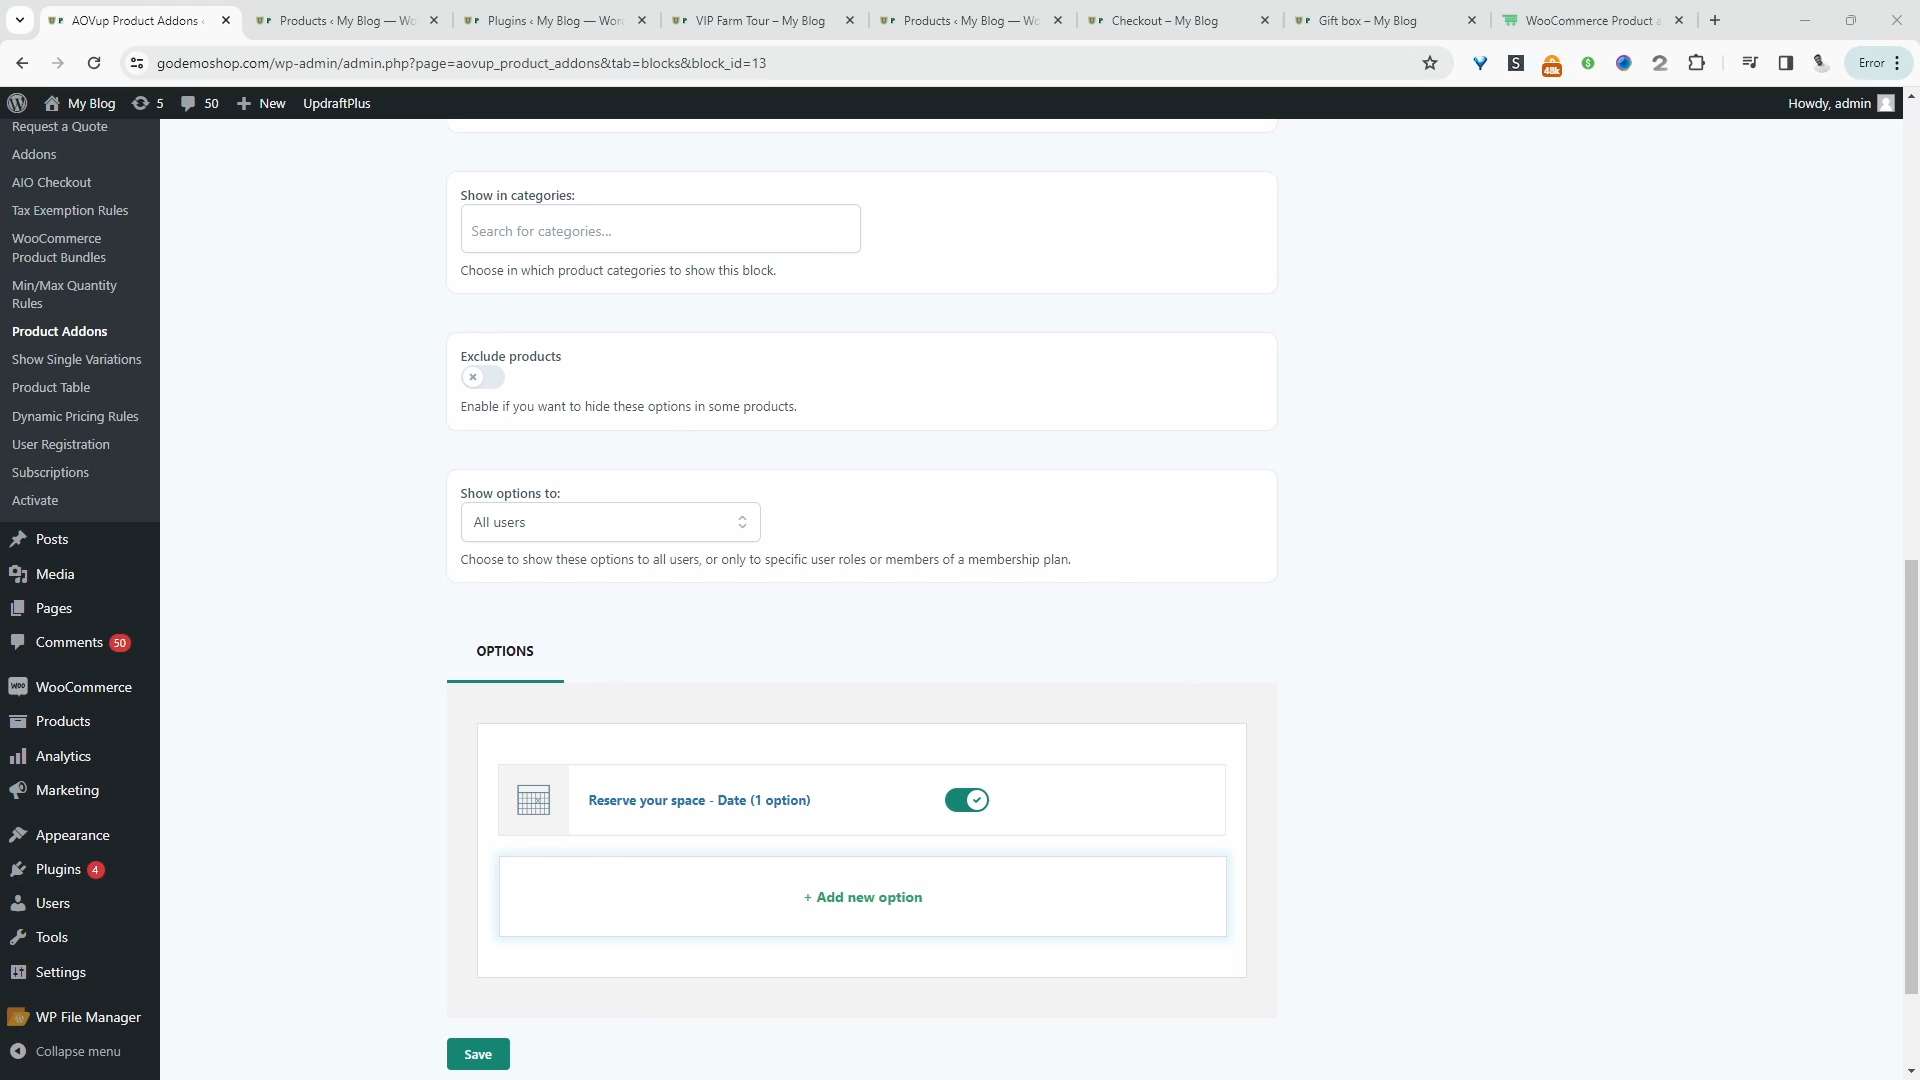 AOVup Product Addons ‹
Products ‹ My Blog — Wo
Plugins ‹ My Blog — Word
VIP Farm Tour – My Blog
Products ‹ My Blog — Wo
Checkout – My Blog
Gift box – My Blog
WooCommerce Product a
godemoshop.com/wp-admin/admin.php?page=aovup_product_addons&tab=blocks&block_id=13
48k
Error
My Blog
5
50
New
UpdraftPlus
Howdy, admin
Request a Quote
Addons
AIO Checkout
Tax Exemption Rules
WooCommerce
Product Bundles
Min/Max Quantity
Rules
Product Addons
Show Single Variations
Product Table
Dynamic Pricing Rules
User Registration
Subscriptions
Activate
Posts
Media
Pages
Comments 50
WooCommerce
Products
Analytics
Marketing
Appearance
Plugins 4
Users
Tools
Settings
WP File Manager
Collapse menu
Show in categories:
Search for categories...
Choose in which product categories to show this block.
Exclude products
Enable if you want to hide these options in some products.
Show options to:
All users
Choose to show these options to all users, or only to specific user roles or members of a membership plan.
OPTIONS
Reserve your space - Date (1 option)
+ Add new option
Save